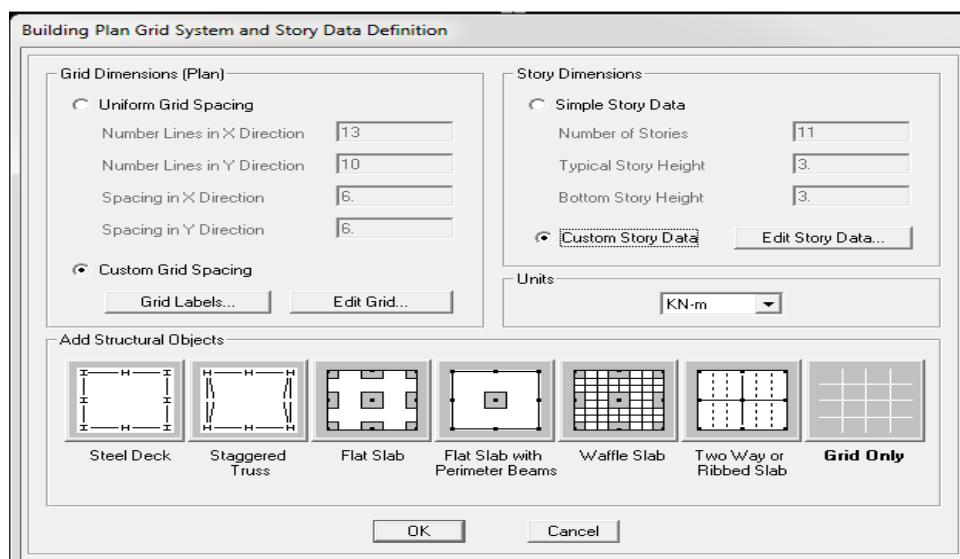 Building Plan Grid System and Story Data Definition
Grid Dimensions (Plan)
Uniform Grid Spacing
Number Lines in X Direction 13
Number Lines in Y Direction 10
Spacing in X Direction 6.
Spacing in Y Direction 6.
Custom Grid Spacing
Grid Labels... Edit Grid...
Story Dimensions
Simple Story Data
Number of Stories 11
Typical Story Height 3.
Bottom Story Height 3.
Custom Story Data Edit Story Data...
Units
KN-m
Add Structural Objects
Steel Deck
Staggered
Truss
Flat Slab
Flat Slab with
Perimeter Beams
Waffle Slab
Two Way or
Ribbed Slab
Grid Only
OK Cancel